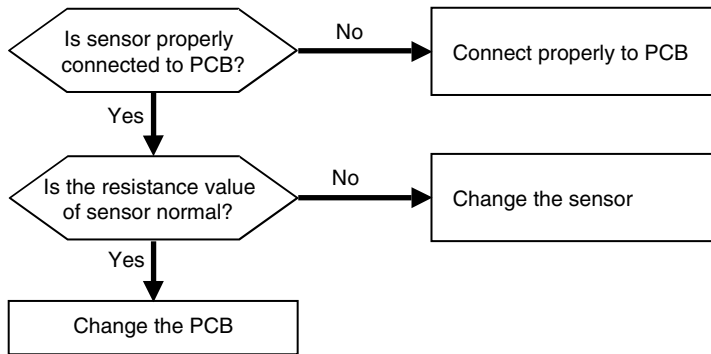 Is sensor properly
connected to PCB?
No
Connect properly to PCB
Yes
Is the resistance value
of sensor normal?
No
Change the sensor
Yes
Change the PCB